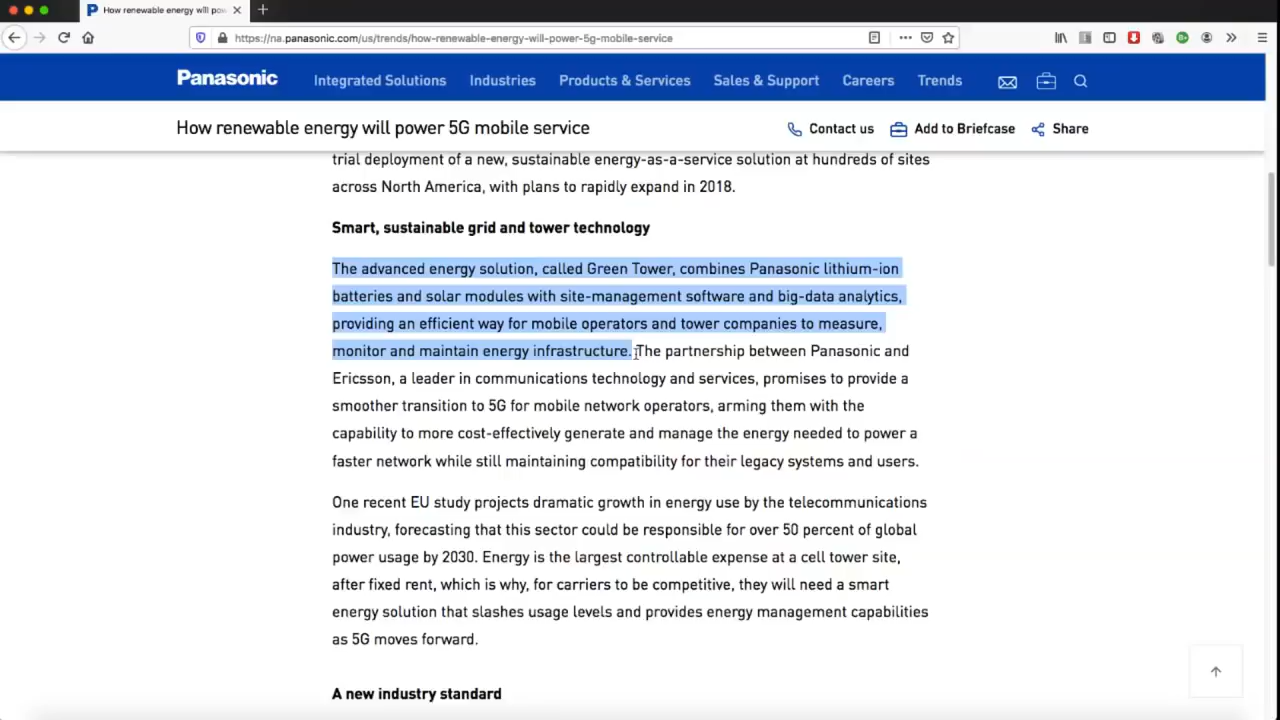 How renewable energy will pow
https://na.panasonic.com/us/trends/how-renewable-energy-will-power-5g-mobile-service
Panasonic
Integrated Solutions
Industries
Products & Services
Sales & Support
Careers
Trends
How renewable energy will power 5G mobile service
Contact us
Add to Briefcase
Share
trial deployment of a new, sustainable energy-as-a-service solution at hundreds of sites
across North America, with plans to rapidly expand in 2018.
Smart, sustainable grid and tower technology
The advanced energy solution, called Green Tower, combines Panasonic lithium-ion
batteries and solar modules with site-management software and big-data analytics,
providing an efficient way for mobile operators and tower companies to measure,
monitor and maintain energy infrastructure. The partnership between Panasonic and
Ericsson, a leader in communications technology and services, promises to provide a
smoother transition to 5G for mobile network operators, arming them with the
capability to more cost-effectively generate and manage the energy needed to power a
faster network while still maintaining compatibility for their legacy systems and users.
One recent EU study projects dramatic growth in energy use by the telecommunications
industry, forecasting that this sector could be responsible for over 50 percent of global
power usage by 2030. Energy is the largest controllable expense at a cell tower site,
after fixed rent, which is why, for carriers to be competitive, they will need a smart
energy solution that slashes usage levels and provides energy management capabilities
as 5G moves forward.
A new industry standard